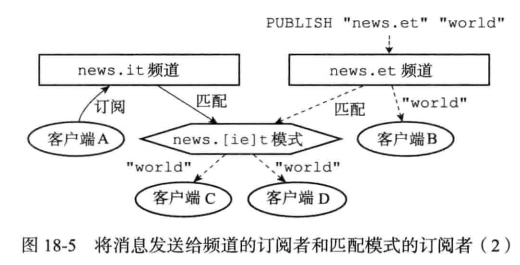 PUBLISH "news.et" "world"
news.it 频道
news.et 频道
订阅
匹配
匹配
"world"
客户端A
news.[ie]t 模式
客户端B
"world"
"world"
客户端 C
客户端 D
图 18-5 将消息发送给频道的订阅者和匹配模式的订阅者（2）